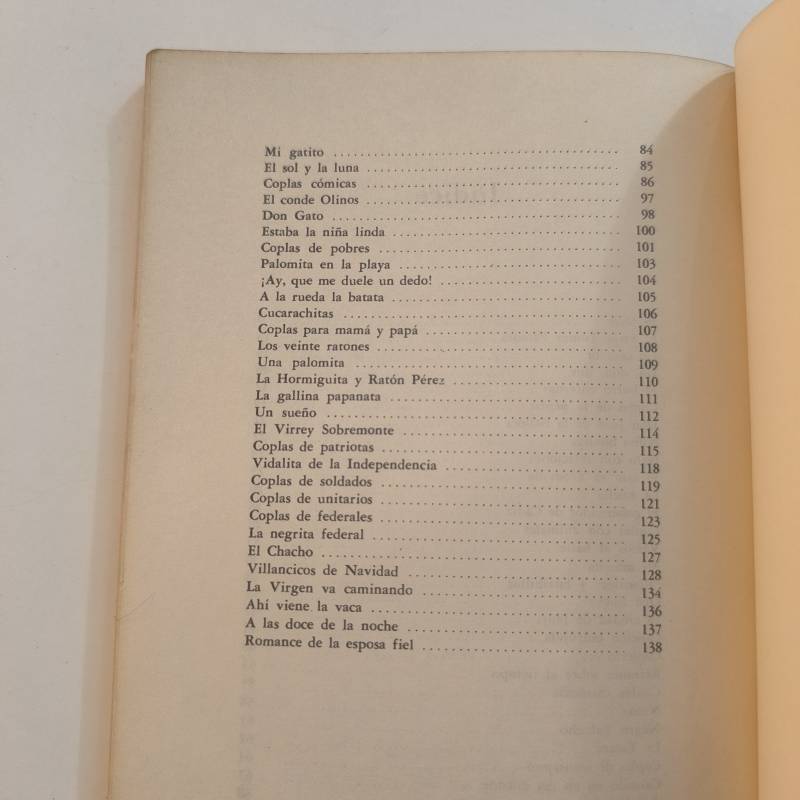 Mi gatito ........ 84
El sol y la luna ........ 85
Coplas cómicas ........ 86
El conde Olinos ........ 97
Don Gato ........ 98
Estaba la niña linda ........ 100
Coplas de pobres ........ 101
Palomita en la playa ........ 103
¡Ay, que me duele un dedo! ........ 104
A la rueda la batata ........ 105
Cucarachitas ........ 106
Coplas para mamá y papá ........ 107
Los veinte ratones ........ 108
Una palomita ........ 109
La Hormiguita y Ratón Pérez ........ 110
La gallina papanata ........ 111
Un sueño ........ 112
El Virrey Sobremonte ........ 114
Coplas de patriotas ........ 115
Vidalita de la Independencia ........ 118
Coplas de soldados ........ 119
Coplas de unitarios ........ 121
Coplas de federales ........ 123
La negrita federal ........ 125
El Chacho ........ 127
Villancicos de Navidad ........ 128
La Virgen va caminando ........ 134
Ahí viene la vaca ........ 136
A las doce de la noche ........ 137
Romance de la esposa fiel ........ 138